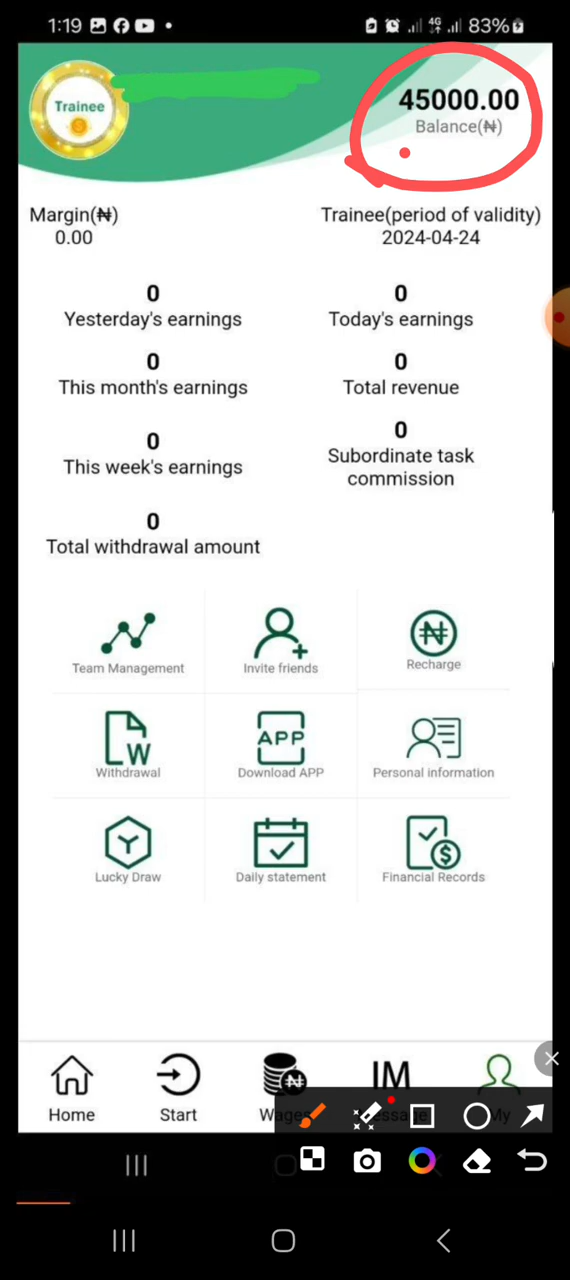 1:19 4G 83%
Trainee
45000.00
Balance(₦)
Margin(₦)
0.00
Trainee(period of validity)
2024-04-24
0
Yesterday's earnings
0
Today's earnings
0
This month's earnings
0
Total revenue
0
This week's earnings
0
Subordinate task
commission
0
Total withdrawal amount
Team Management
Invite friends
Recharge
Withdrawal
APP
Download APP
Personal information
Lucky Draw
Daily statement
Financial Records
IM
Home
Start
My